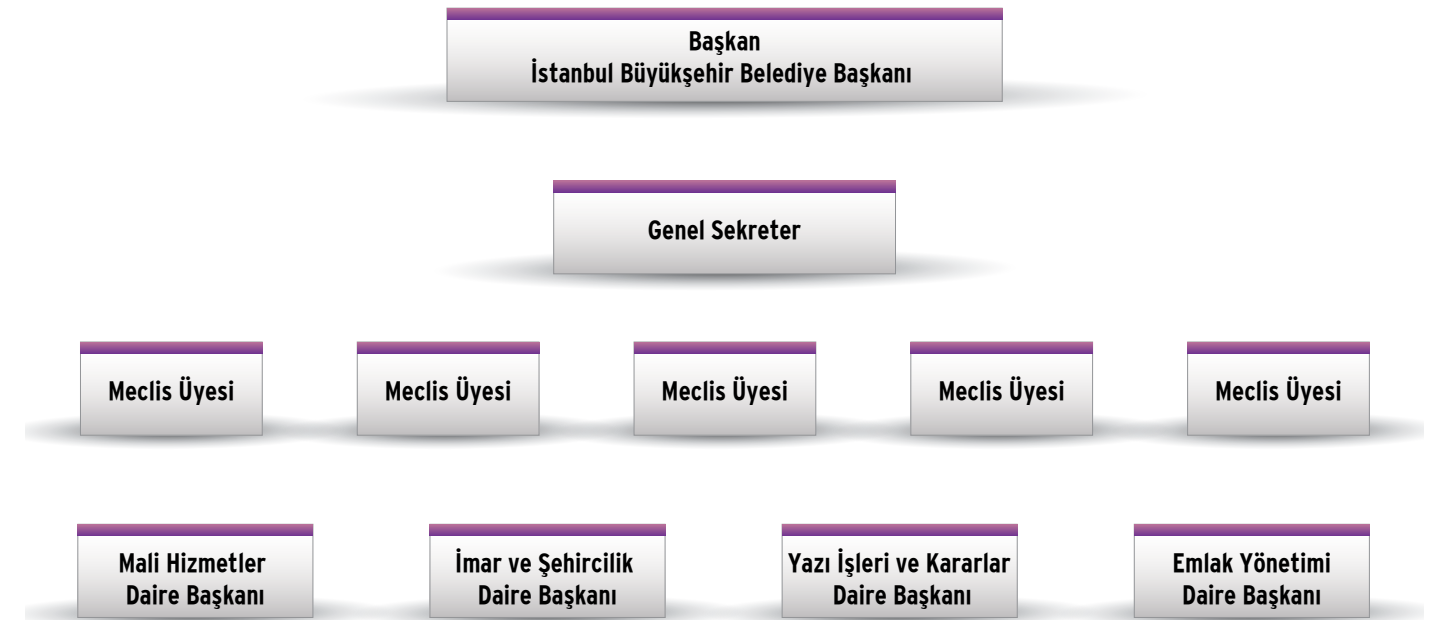 Başkan
İstanbul Büyükşehir Belediye Başkanı
Genel Sekreter
Meclis Üyesi
Meclis Üyesi
Meclis Üyesi
Meclis Üyesi
Meclis Üyesi
Mali Hizmetler
Daire Başkanı
İmar ve Şehircilik
Daire Başkanı
Yazı İşleri ve Kararlar
Daire Başkanı
Emlak Yönetimi
Daire Başkanı